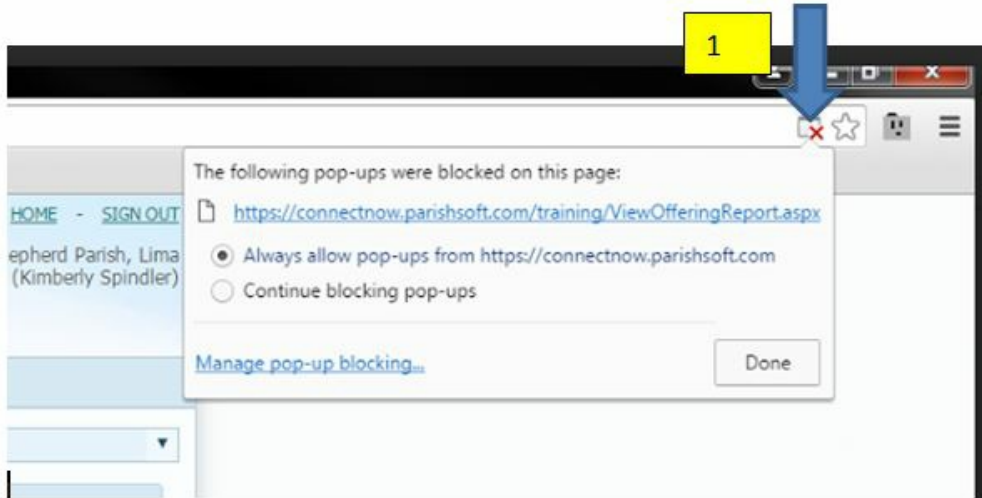 1
The following pop-ups were blocked on this page:
HOME - SIGN OUT
https://connectnow.parishsoft.com/training/ViewOfferingReport.aspx
epherd Parish, Lima
Always allow pop-ups from https://connectnow.parishsoft.com
(Kimberly Spindler)
Continue blocking pop-ups
Manage pop-up blocking...
Done